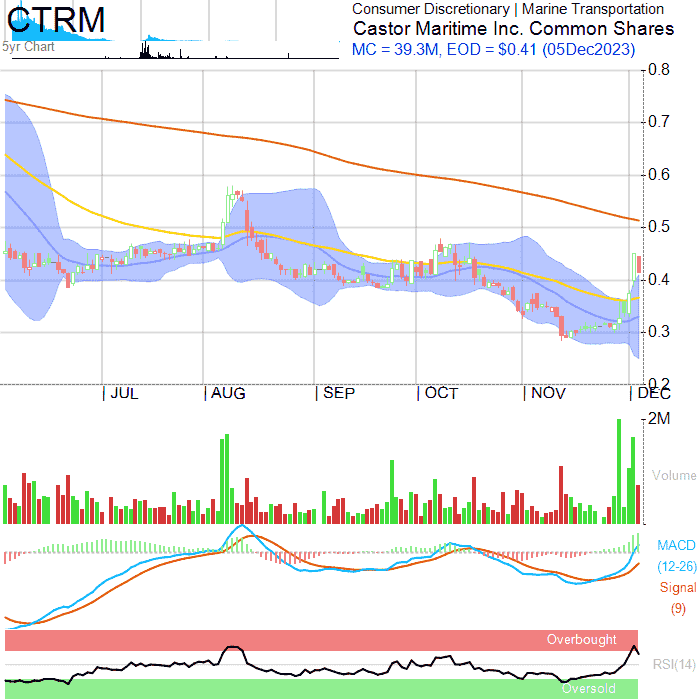 CTRM
5yr Chart
Consumer Discretionary | Marine Transportation
Castor Maritime Inc. Common Shares
MC = 39.3M, EOD = $0.41 (05Dec2023)
0.8
0.7
0.6
0.5
0.4
0.3
0.2
JUL AUG SEP OCT NOV DEC
2M
Volume
MACD
(12-26)
Signal
(9)
Overbought
RSI(14)
Oversold